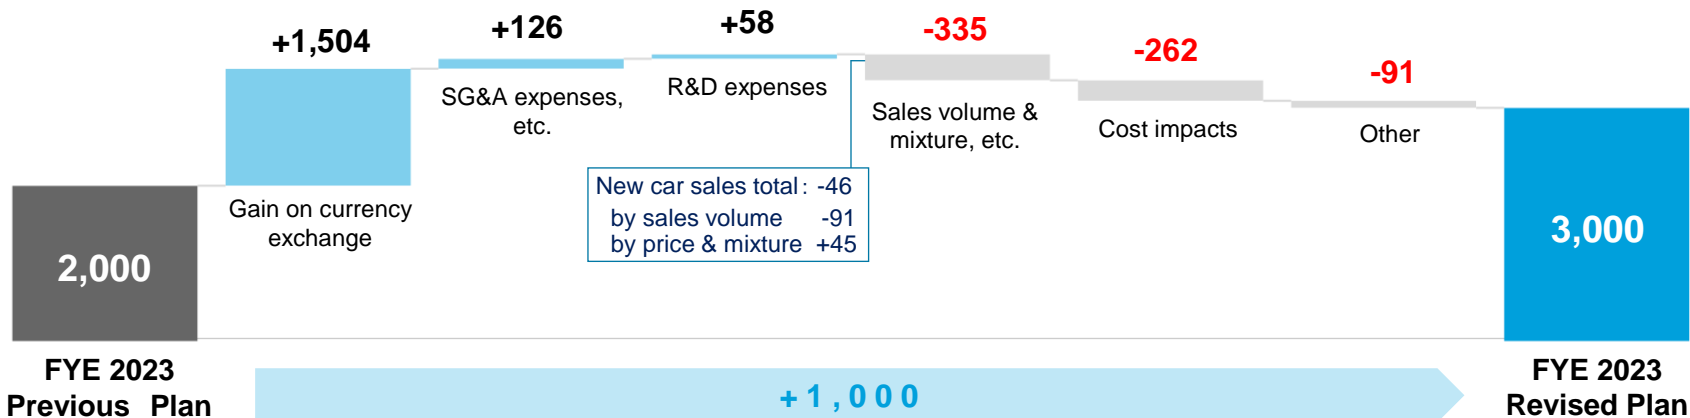 +1,504
+126
+58
-335
-262
-91
SG&A expenses,
etc.
R&D expenses
Sales volume &
mixture, etc.
Cost impacts
Other
New car sales total: -46
by sales volume -91
by price & mixture +45
Gain on currency
exchange
2,000
3,000
FYE 2023
Previous Plan
+1,000
FYE 2023
Revised Plan